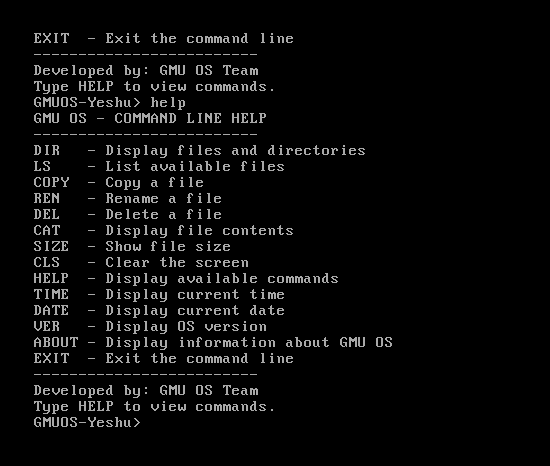 EXIT  - Exit the command line
-------------------------
Developed by: GMU OS Team
Type HELP to view commands.
GMUOS-Yeshu> help
GMU OS - COMMAND LINE HELP
-------------------------
DIR   - Display files and directories
LS    - List available files
COPY  - Copy a file
REN   - Rename a file
DEL   - Delete a file
CAT   - Display file contents
SIZE  - Show file size
CLS   - Clear the screen
HELP  - Display available commands
TIME  - Display current time
DATE  - Display current date
VER   - Display OS version
ABOUT - Display information about GMU OS
EXIT  - Exit the command line
-------------------------
Developed by: GMU OS Team
Type HELP to view commands.
GMUOS-Yeshu>